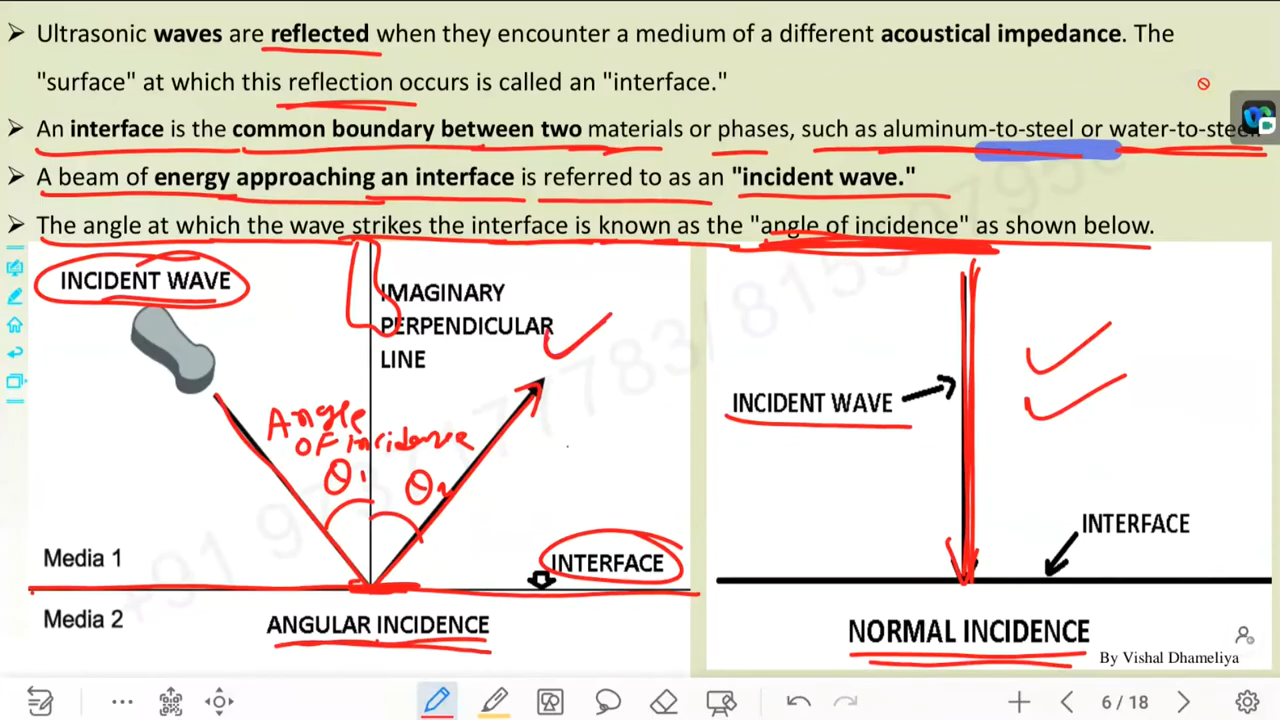 ➢ Ultrasonic waves are reflected when they encounter a medium of a different acoustical impedance. The
"surface" at which this reflection occurs is called an "interface."
➢ An interface is the common boundary between two materials or phases, such as aluminum-to-steel or water-to-steel.
➢ A beam of energy approaching an interface is referred to as an "incident wave."
➢ The angle at which the wave strikes the interface is known as the "angle of incidence" as shown below.
INCIDENT WAVE
IMAGINARY
PERPENDICULAR
LINE
Angle
OF incidence
θ1
θ2
Media 1
INTERFACE
Media 2
ANGULAR INCIDENCE
INCIDENT WAVE
INTERFACE
NORMAL INCIDENCE
By Vishal Dhameliya
6 / 18